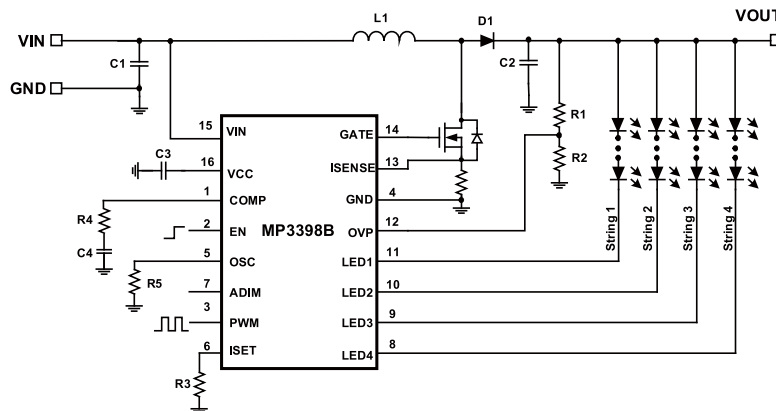 L1
D1
VOUT
VIN
C1
C2
GND
R1
R2
15
VIN
GATE
14
C3
16
VCC
ISENSE
13
1
COMP
GND
4
R4
2
EN
MP3398B
OVP
12
C4
5
OSC
LED1
11
R5
7
ADIM
LED2
10
3
PWM
LED3
9
6
ISET
LED4
8
R3
String 1
String 2
String 3
String 4